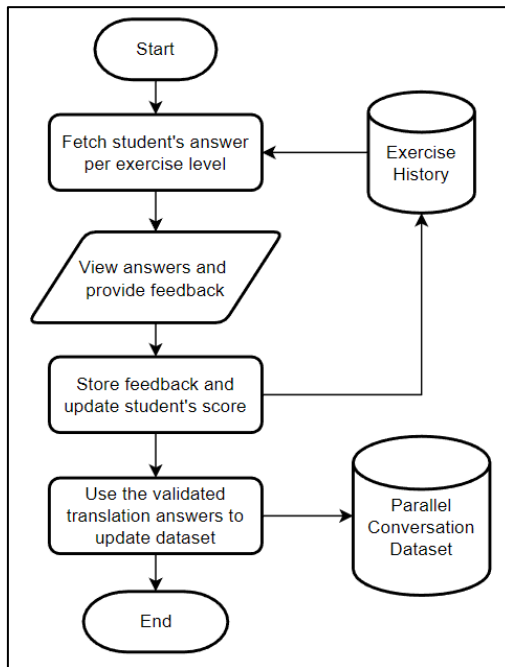 Start
Fetch student's answer
per exercise level
Exercise
History
View answers and
provide feedback
Store feedback and
update student's score
Use the validated
translation answers to
update dataset
Parallel
Conversation
Dataset
End